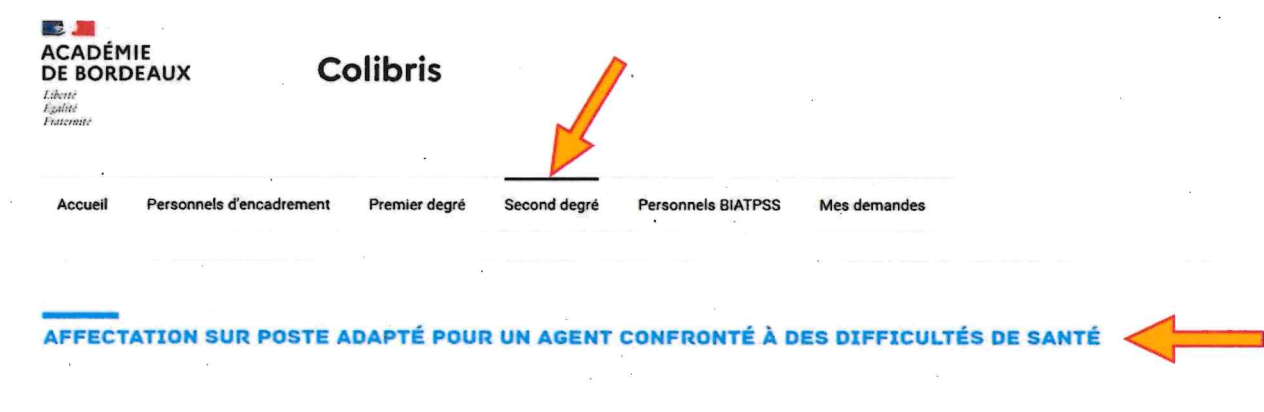 ACADÉMIE
DE BORDEAUX
Liberté
Égalité
Fraternité
Colibris
Accueil Personnels d'encadrement Premier degré Second degré Personnels BIATPSS Mes demandes
AFFECTATION SUR POSTE ADAPTÉ POUR UN AGENT CONFRONTÉ À DES DIFFICULTÉS DE SANTÉ